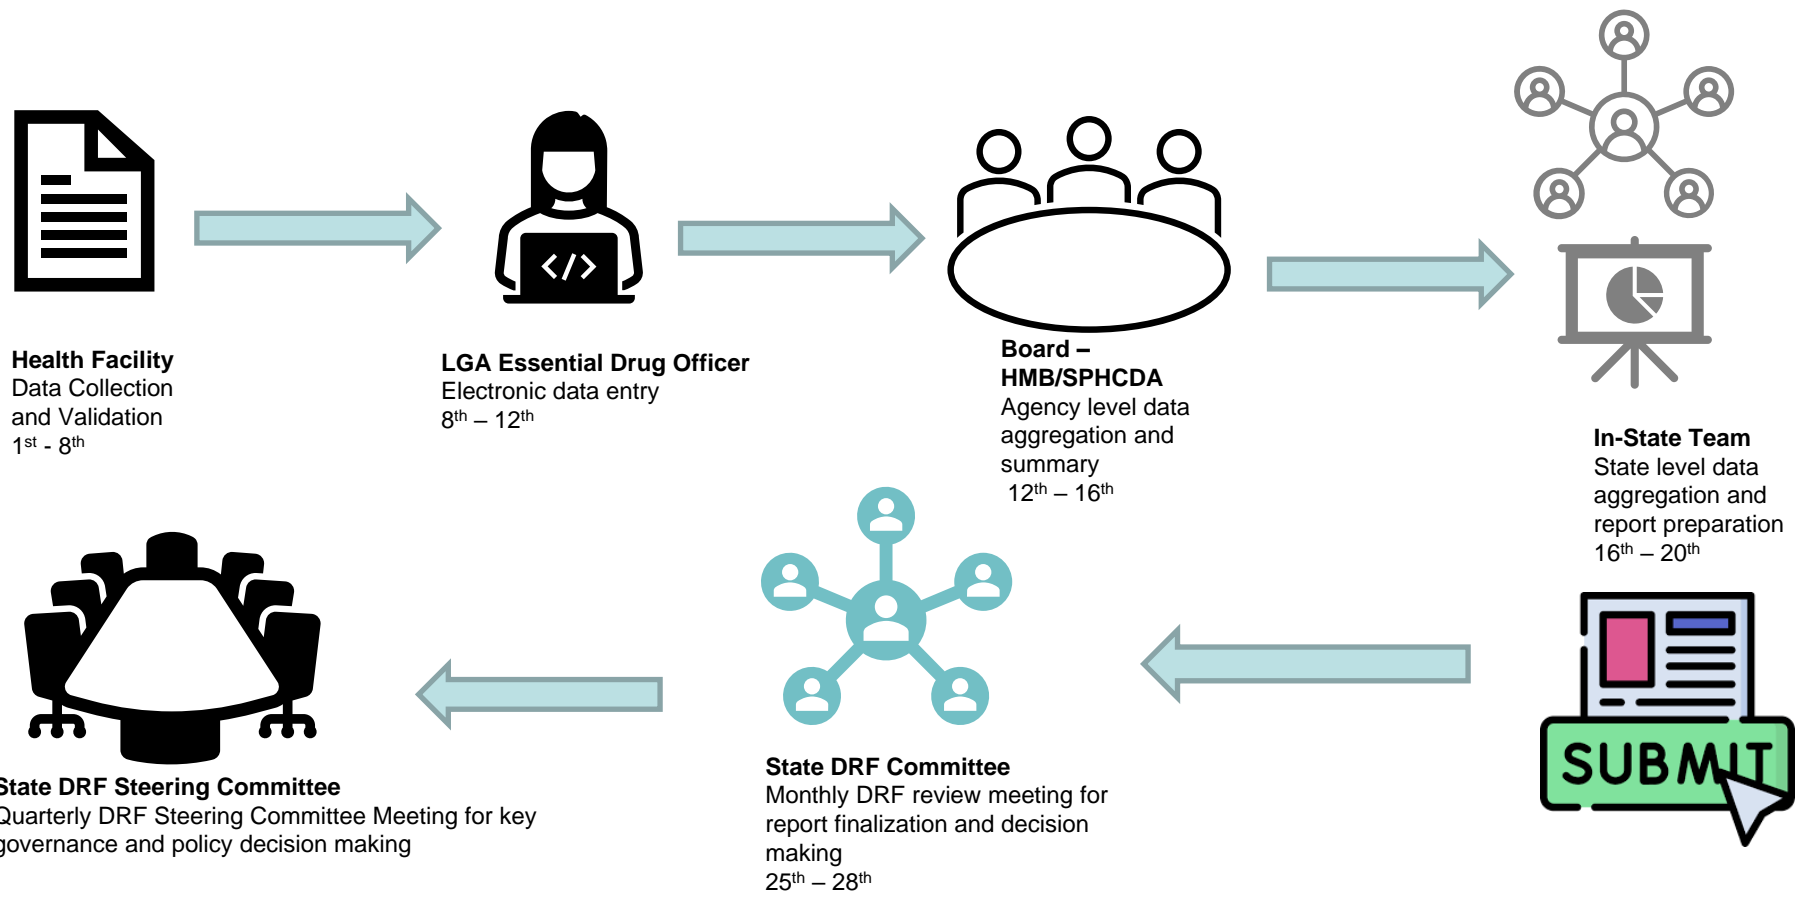 Health Facility
Data Collection
and Validation
1st - 8th
LGA Essential Drug Officer
Electronic data entry
8th – 12th
</>
Board –
HMB/SPHCDA
Agency level data
aggregation and
summary
12th – 16th
In-State Team
State level data
aggregation and
report preparation
16th – 20th
SUBMIT
State DRF Committee
Monthly DRF review meeting for
report finalization and decision
making
25th – 28th
State DRF Steering Committee
Quarterly DRF Steering Committee Meeting for key
governance and policy decision making